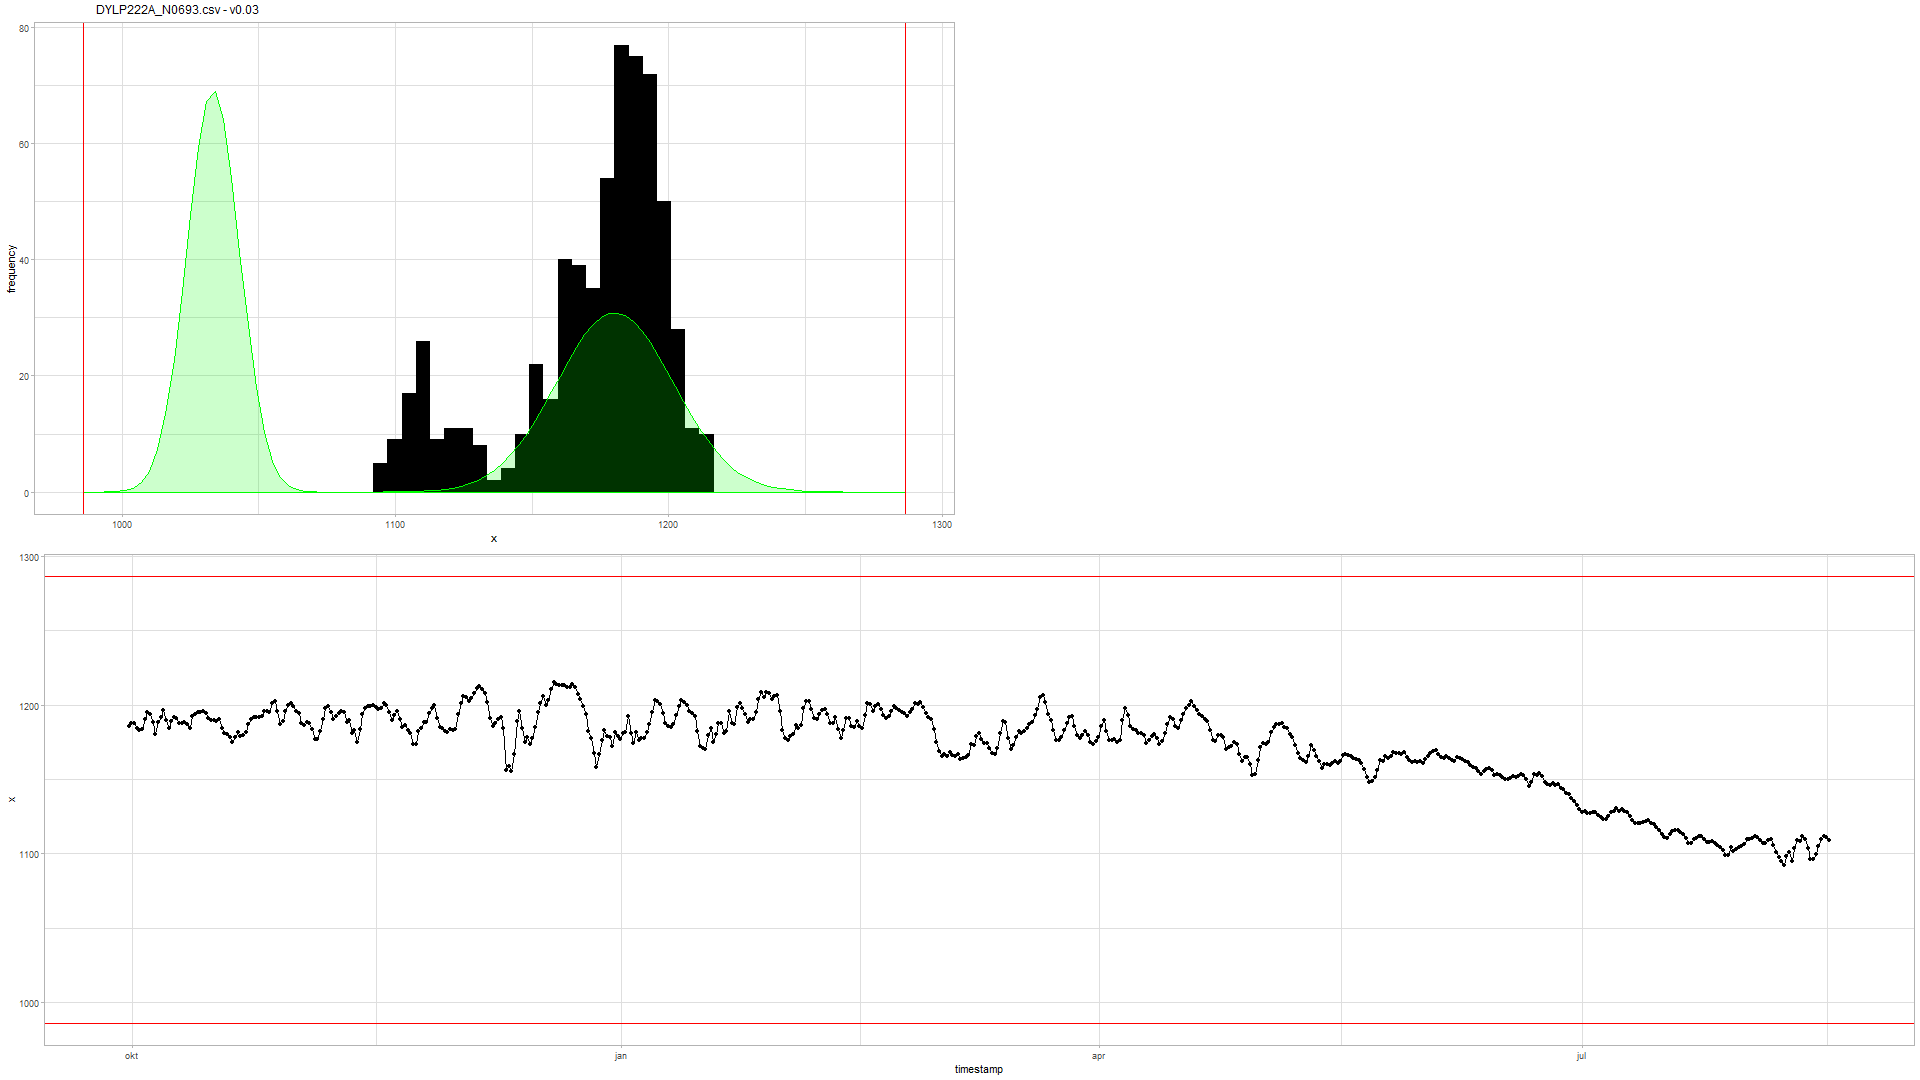 DYLP222A_N0693.csv - v0.03
80
60
40
20
0
frequency
1000 1100 1200 1300
x
1300
1200
1100
1000
x
okt jan apr jul
timestamp